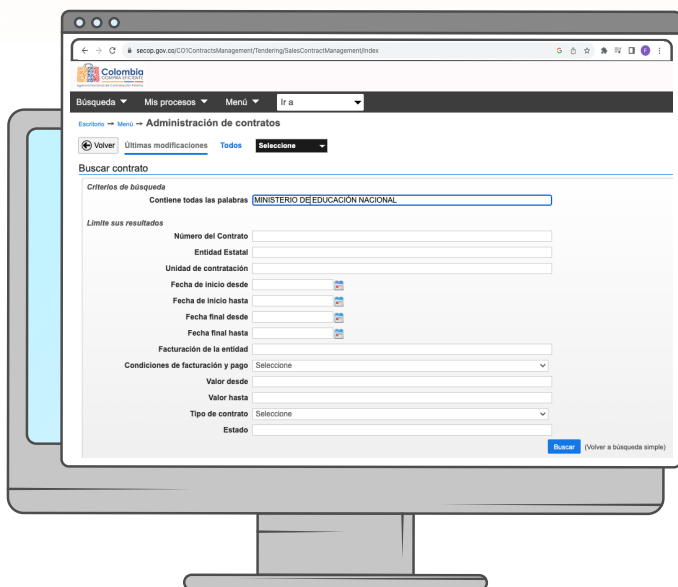 secop.gov.co/CO1ContractsManagement/Tendering/SalesContractManagement/Index
Colombia
COMPRA EFICIENTE
Búsqueda Mis procesos Menú Ir a
Escritorio → Menú → Administración de contratos
Volver Últimas modificaciones Todos Seleccione
Buscar contrato
Criterios de búsqueda
Contiene todas las palabras MINISTERIO DE EDUCACIÓN NACIONAL
Limite sus resultados
Número del Contrato
Entidad Estatal
Unidad de contratación
Fecha de inicio desde
Fecha de inicio hasta
Fecha final desde
Fecha final hasta
Facturación de la entidad
Condiciones de facturación y pago Seleccione
Valor desde
Valor hasta
Tipo de contrato Seleccione
Estado
Buscar (Volver a búsqueda simple)